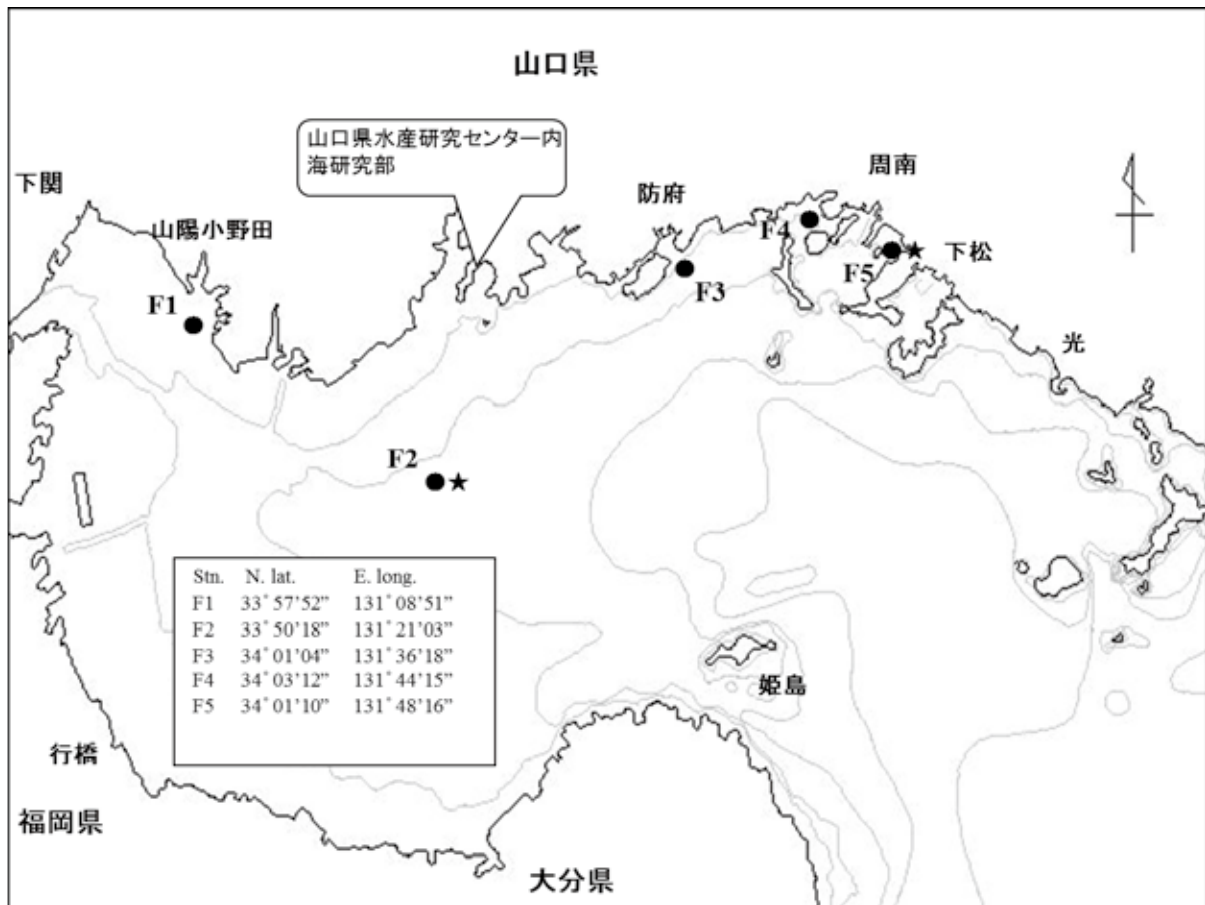 山口県
山口県水産研究センター内
海研究部
下関
山陽小野田
防府
周南
下松
光
F1
F2
F3
F4
F5
Stn. N. lat. E. long.
F1 33˚57’52” 131˚08’51”
F2 33˚50’18” 131˚21’03”
F3 34˚01’04” 131˚36’18”
F4 34˚03’12” 131˚44’15”
F5 34˚01’10” 131˚48’16”
姫島
行橋
福岡県
大分県